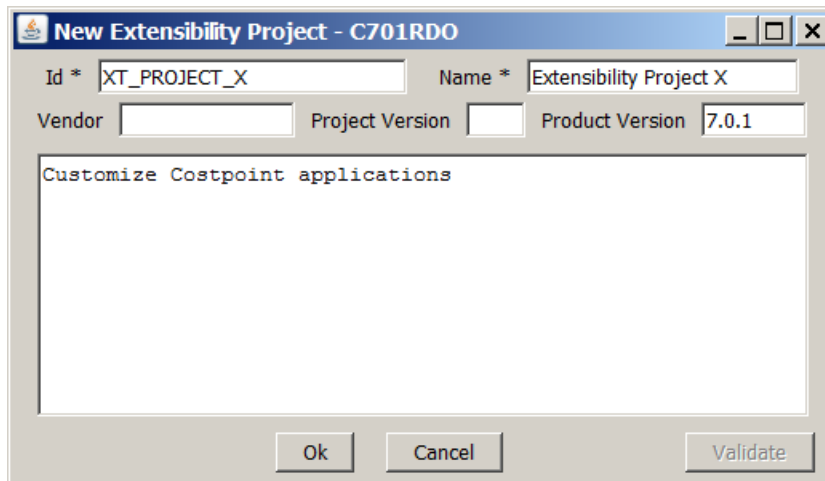 New Extensibility Project - C701RDO
Id * XT_PROJECT_X Name * Extensibility Project X
Vendor Project Version Product Version 7.0.1
Customize Costpoint applications
Ok Cancel Validate